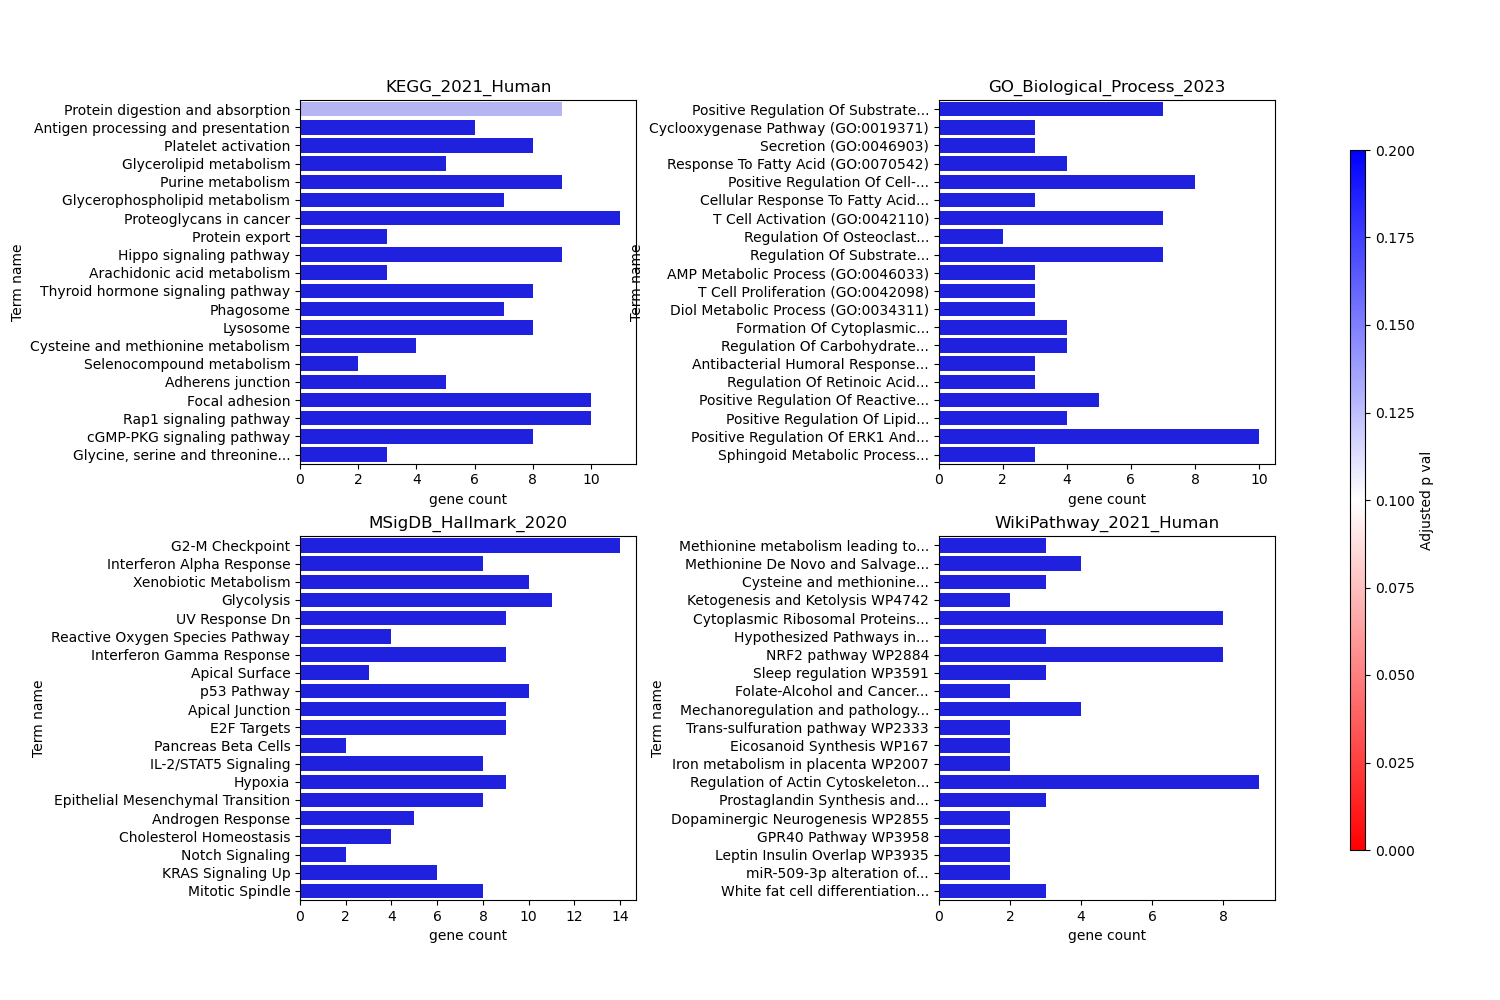 KEGG_2021_Human
Term name
Protein digestion and absorption
Antigen processing and presentation
Platelet activation
Glycerolipid metabolism
Purine metabolism
Glycerophospholipid metabolism
Proteoglycans in cancer
Protein export
Hippo signaling pathway
Arachidonic acid metabolism
Thyroid hormone signaling pathway
Phagosome
Lysosome
Cysteine and methionine metabolism
Selenocompound metabolism
Adherens junction
Focal adhesion
Rap1 signaling pathway
cGMP-PKG signaling pathway
Glycine, serine and threonine...
0 2 4 6 8 10
gene count
GO_Biological_Process_2023
Term name
Positive Regulation Of Substrate...
Cyclooxygenase Pathway (GO:0019371)
Secretion (GO:0046903)
Response To Fatty Acid (GO:0070542)
Positive Regulation Of Cell-...
Cellular Response To Fatty Acid...
T Cell Activation (GO:0042110)
Regulation Of Osteoclast...
Regulation Of Substrate...
AMP Metabolic Process (GO:0046033)
T Cell Proliferation (GO:0042098)
Diol Metabolic Process (GO:0034311)
Formation Of Cytoplasmic...
Regulation Of Carbohydrate...
Antibacterial Humoral Response...
Regulation Of Retinoic Acid...
Positive Regulation Of Reactive...
Positive Regulation Of Lipid...
Positive Regulation Of ERK1 And...
Sphingoid Metabolic Process...
0 2 4 6 8 10
gene count
MSigDB_Hallmark_2020
Term name
G2-M Checkpoint
Interferon Alpha Response
Xenobiotic Metabolism
Glycolysis
UV Response Dn
Reactive Oxygen Species Pathway
Interferon Gamma Response
Apical Surface
p53 Pathway
Apical Junction
E2F Targets
Pancreas Beta Cells
IL-2/STAT5 Signaling
Hypoxia
Epithelial Mesenchymal Transition
Androgen Response
Cholesterol Homeostasis
Notch Signaling
KRAS Signaling Up
Mitotic Spindle
0 2 4 6 8 10 12 14
gene count
WikiPathway_2021_Human
Term name
Methionine metabolism leading to...
Methionine De Novo and Salvage...
Cysteine and methionine...
Ketogenesis and Ketolysis WP4742
Cytoplasmic Ribosomal Proteins...
Hypothesized Pathways in...
NRF2 pathway WP2884
Sleep regulation WP3591
Folate-Alcohol and Cancer...
Mechanoregulation and pathology...
Trans-sulfuration pathway WP2333
Eicosanoid Synthesis WP167
Iron metabolism in placenta WP2007
Regulation of Actin Cytoskeleton...
Prostaglandin Synthesis and...
Dopaminergic Neurogenesis WP2855
GPR40 Pathway WP3958
Leptin Insulin Overlap WP3935
miR-509-3p alteration of...
White fat cell differentiation...
0 2 4 6 8
gene count
0.200
0.175
0.150
0.125
0.100
0.075
0.050
0.025
0.000
Adjusted p val